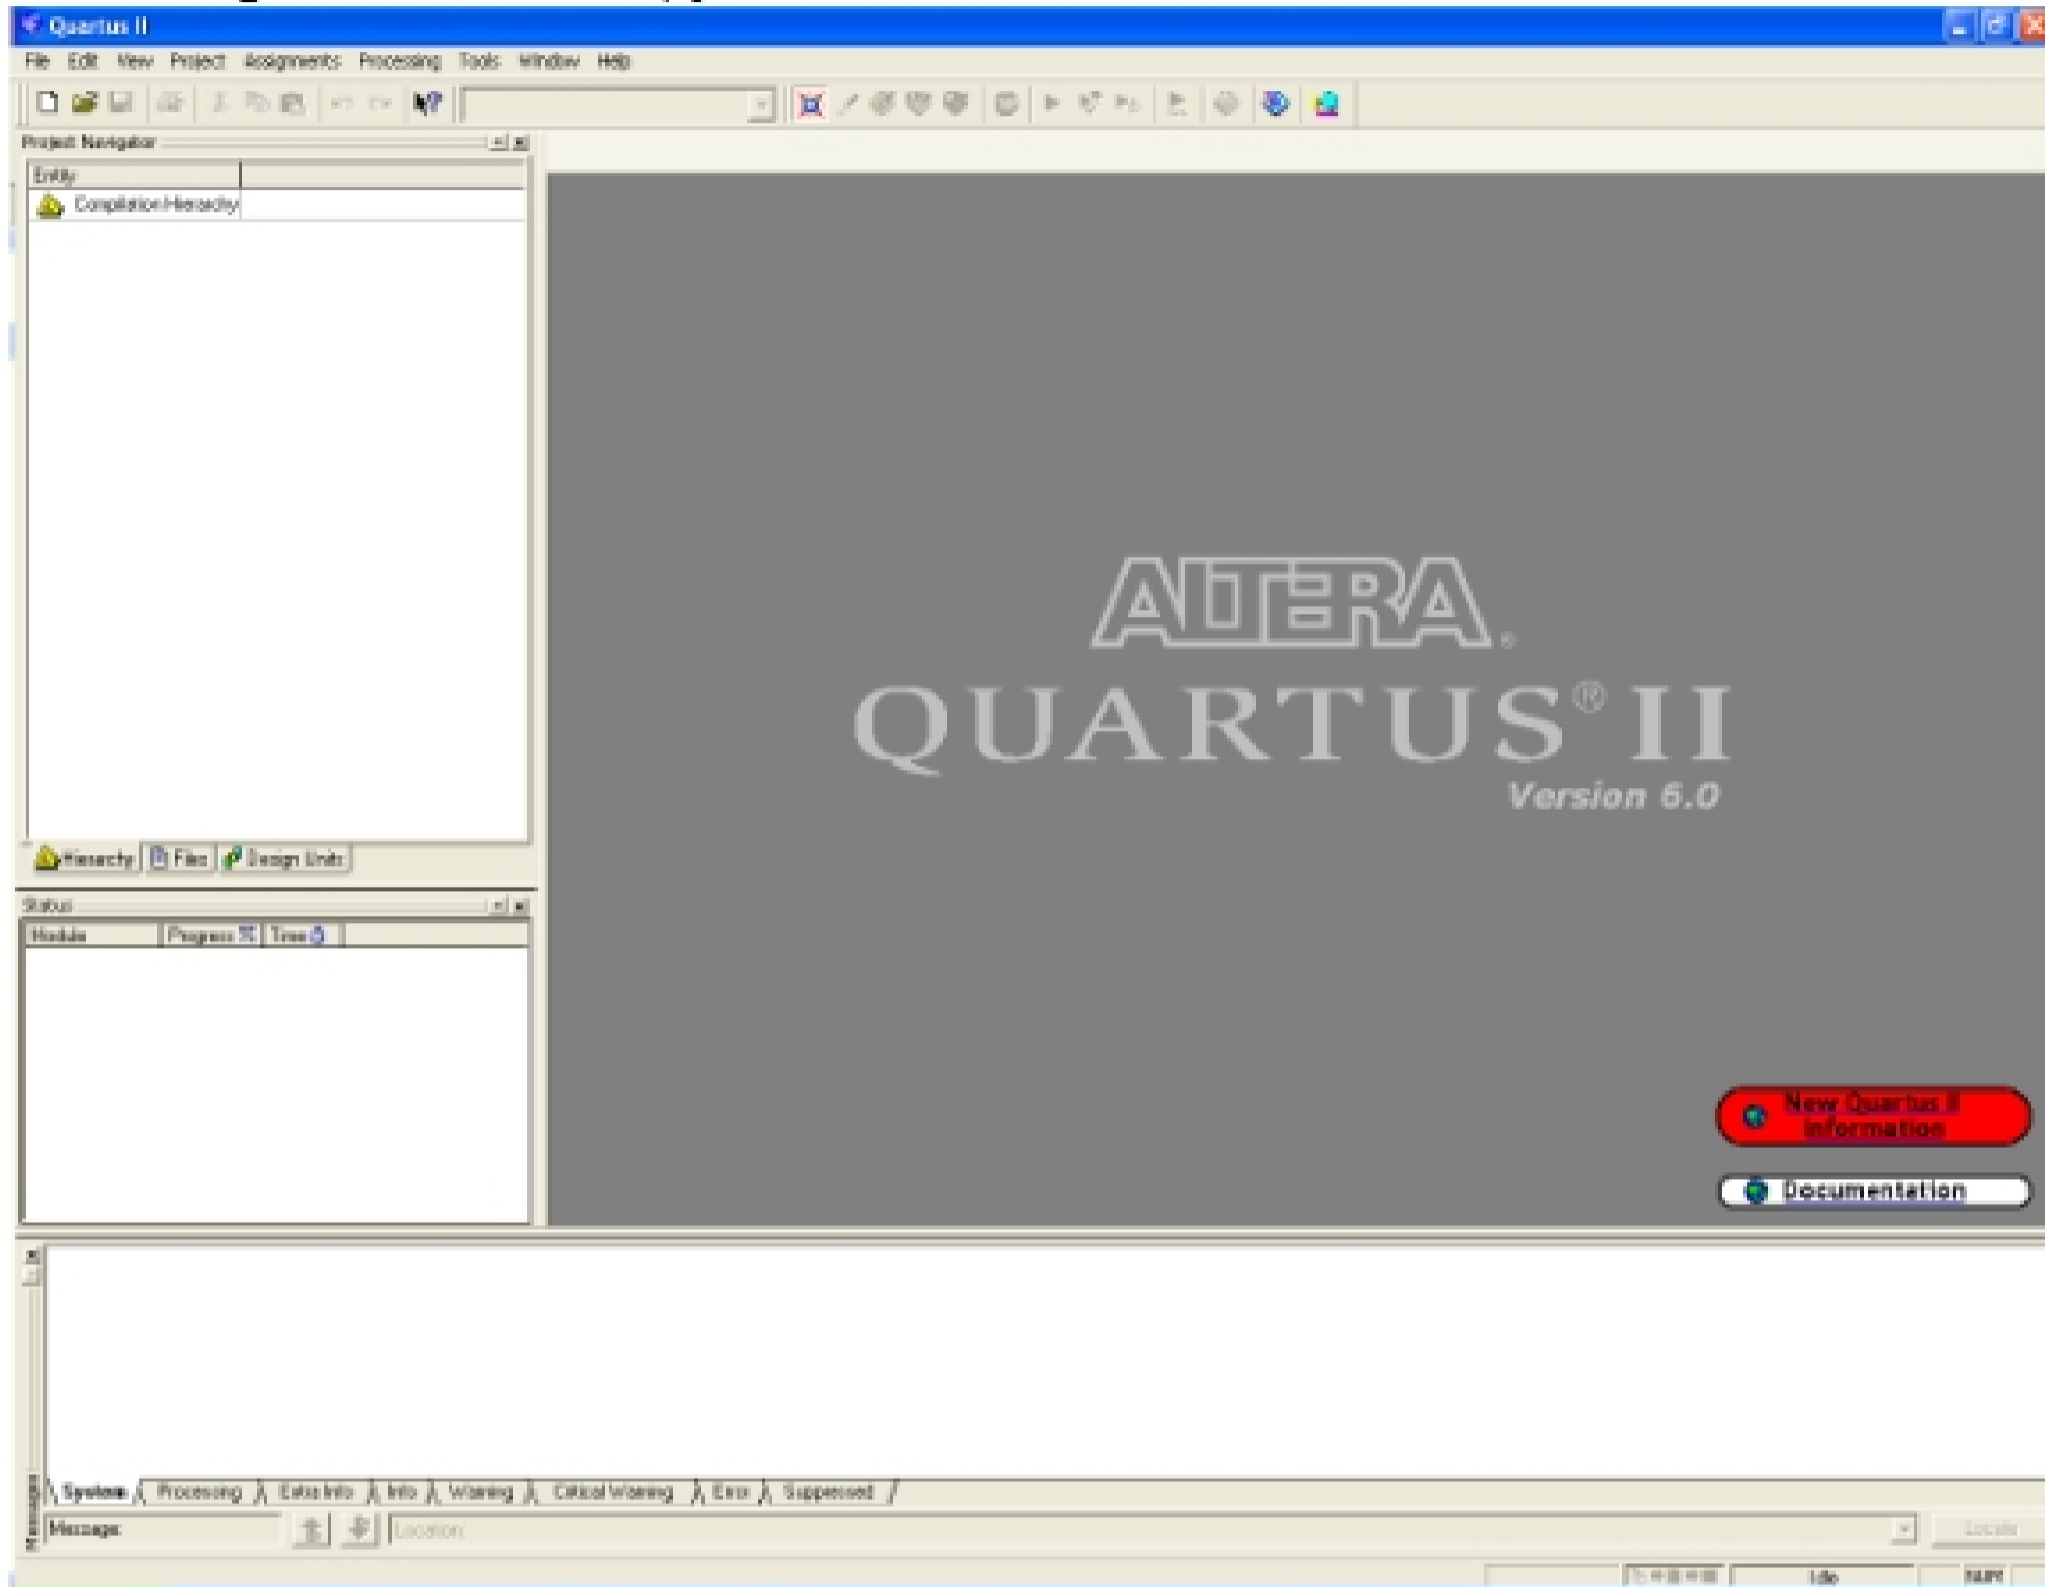 Quartus II
File Edit View Project Assignments Processing Tools Window Help
Project Navigator
Entity
Compilation Hierarchy
Hierarchy Files Design Units
Status
Module Progress % Time
ALTERA®
QUARTUS® II
Version 6.0
New Quartus II
Information
Documentation
Messages
System Processing Extra Info Info Warning Critical Warning Error Suppressed
Message:
Location:
Locate
Idle
NUM